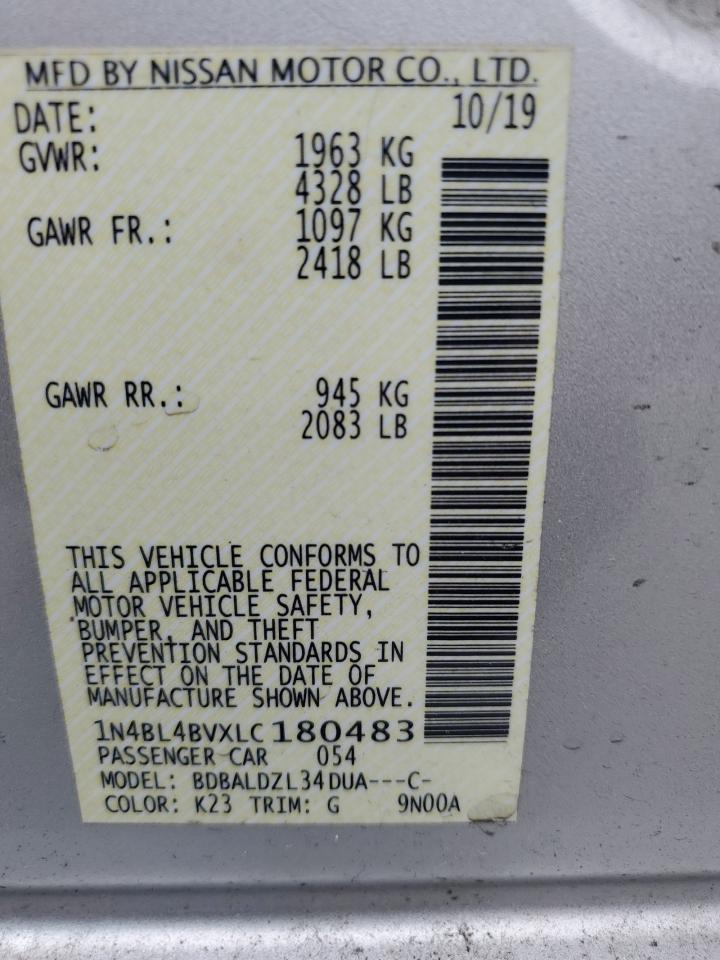 MFD BY NISSAN MOTOR CO., LTD.
DATE: 10/19
GVWR: 1963 KG
4328 LB
GAWR FR.: 1097 KG
2418 LB
GAWR RR.: 945 KG
2083 LB
THIS VEHICLE CONFORMS TO
ALL APPLICABLE FEDERAL
MOTOR VEHICLE SAFETY,
BUMPER, AND THEFT
PREVENTION STANDARDS IN
EFFECT ON THE DATE OF
MANUFACTURE SHOWN ABOVE.
1N4BL4BVXLC180483
PASSENGER CAR 054
MODEL: BDBALDZL34DUA---C-
COLOR: K23 TRIM: G 9N00A